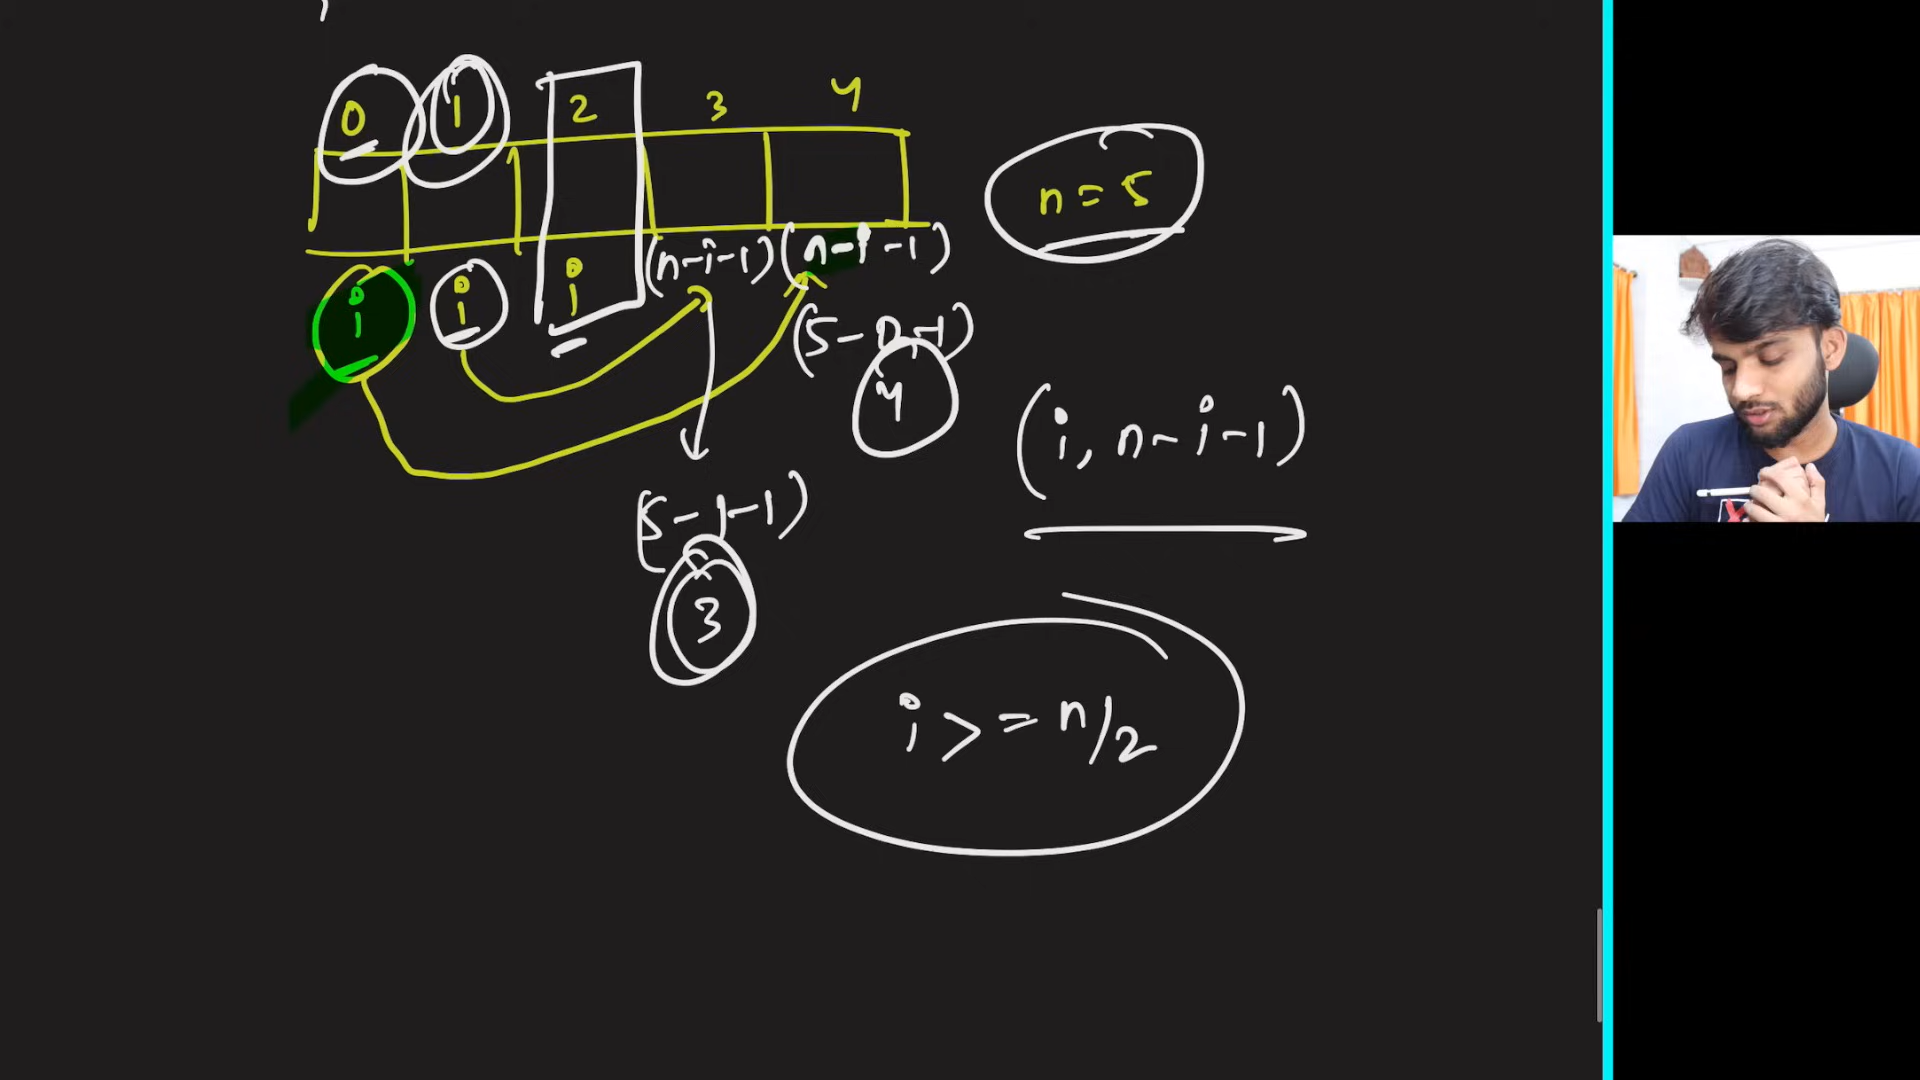 0 1 2 3 4
n = 5
i i i (n-i-1) (n-i-1)
(5-0-1)
4
(i, n-i-1)
(5-1-1)
3
i >= n/2